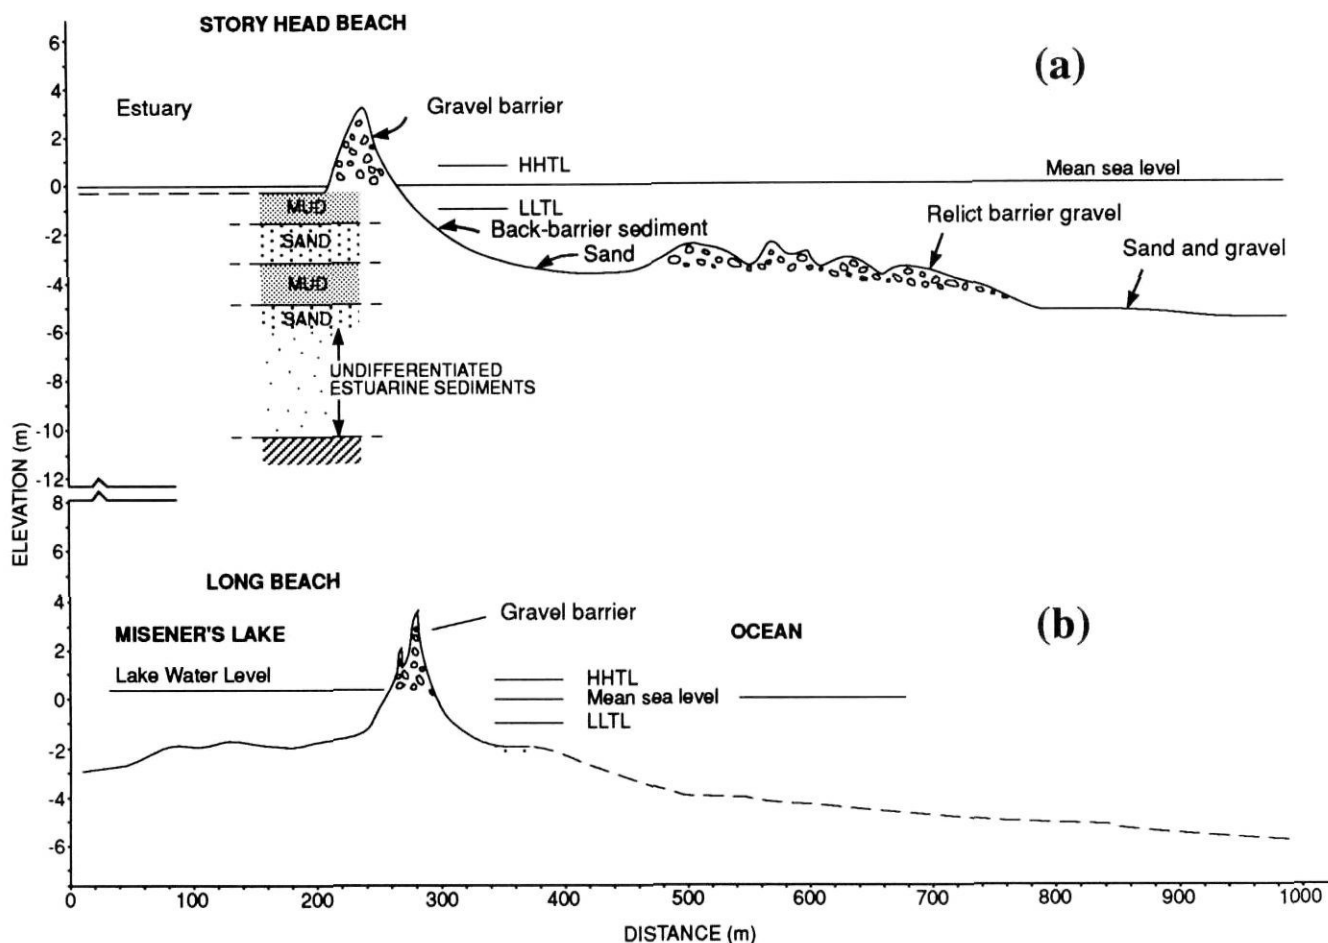 STORY HEAD BEACH
(a)
6
4
2
0
-2
-4
-6
-8
-10
-12
Estuary
Gravel barrier
HHTL
Mean sea level
LLTL
MUD
SAND
MUD
SAND
Back-barrier sediment
Sand
Relict barrier gravel
Sand and gravel
UNDIFFERENTIATED
ESTUARINE SEDIMENTS
ELEVATION (m)
8
6
4
2
0
-2
-4
-6
LONG BEACH
(b)
MISENER'S LAKE
Gravel barrier
OCEAN
Lake Water Level
HHTL
Mean sea level
LLTL
0 100 200 300 400 500 600 700 800 900 1000
DISTANCE (m)